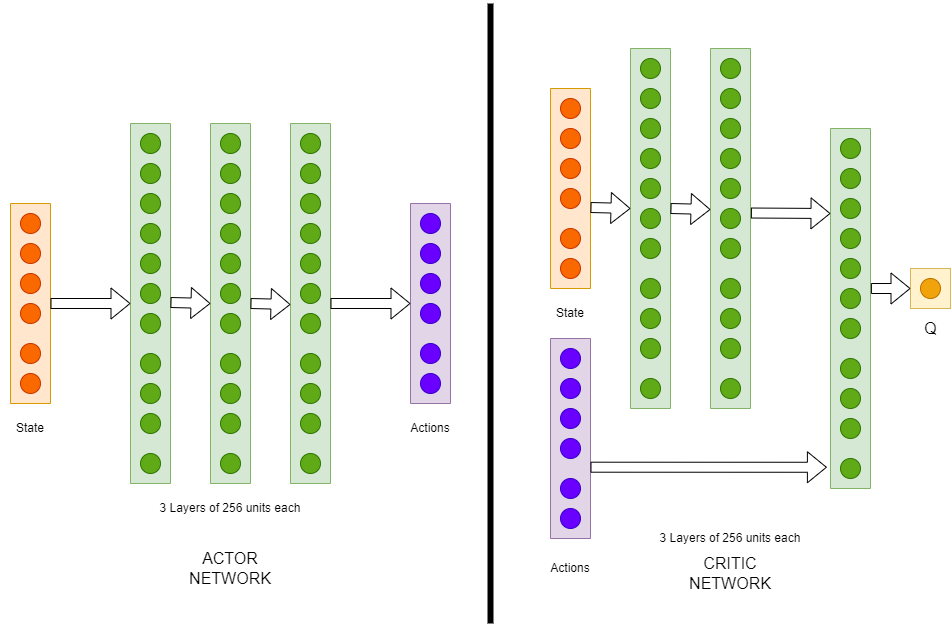 State
Actions
3 Layers of 256 units each
ACTOR
NETWORK
State
Actions
Q
3 Layers of 256 units each
CRITIC
NETWORK